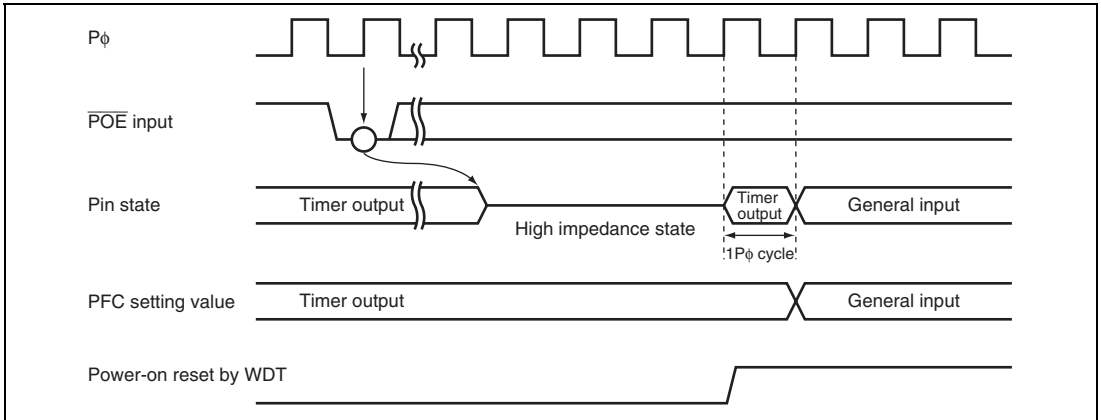 Pϕ
POE input
Pin state
Timer output
High impedance state
Timer
output
General input
1Pϕ cycle
PFC setting value
Timer output
General input
Power-on reset by WDT